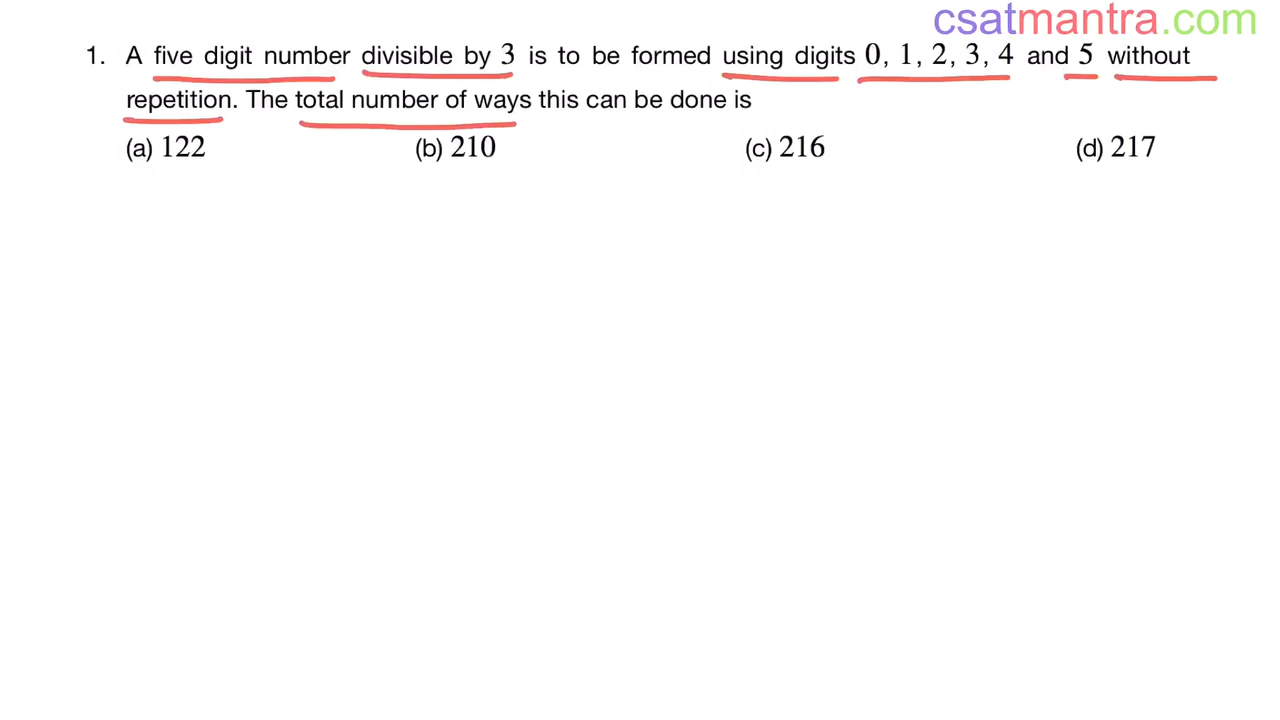 csatmantra.com
1. A five digit number divisible by 3 is to be formed using digits 0, 1, 2, 3, 4 and 5 without
repetition. The total number of ways this can be done is
(a) 122 (b) 210 (c) 216 (d) 217